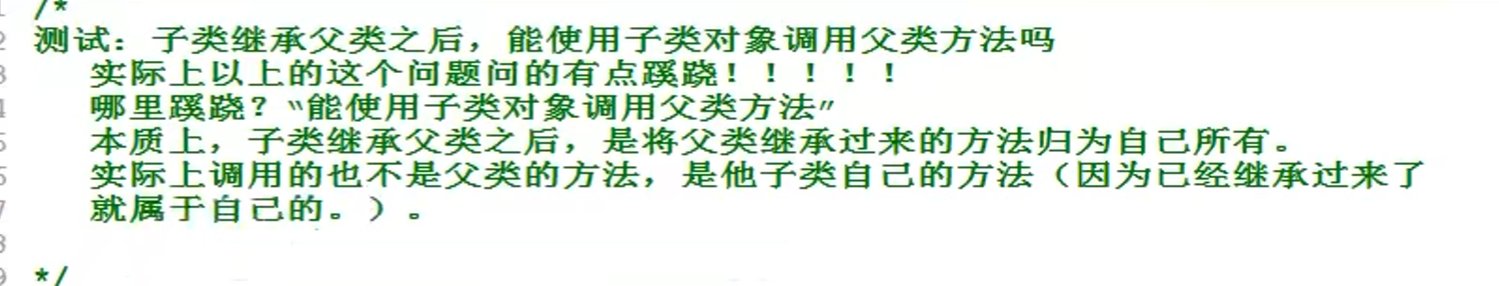 /*
2 测试：子类继承父类之后，能使用子类对象调用父类方法吗
3 实际上以上的这个问题问的有点蹊跷！！！！！
4 哪里蹊跷？“能使用子类对象调用父类方法”
5 本质上，子类继承父类之后，是将父类继承过来的方法归为自己所有。
实际上调用的也不是父类的方法，是他子类自己的方法（因为已经继承过来了
7 就属于自己的。）。
8
9 */